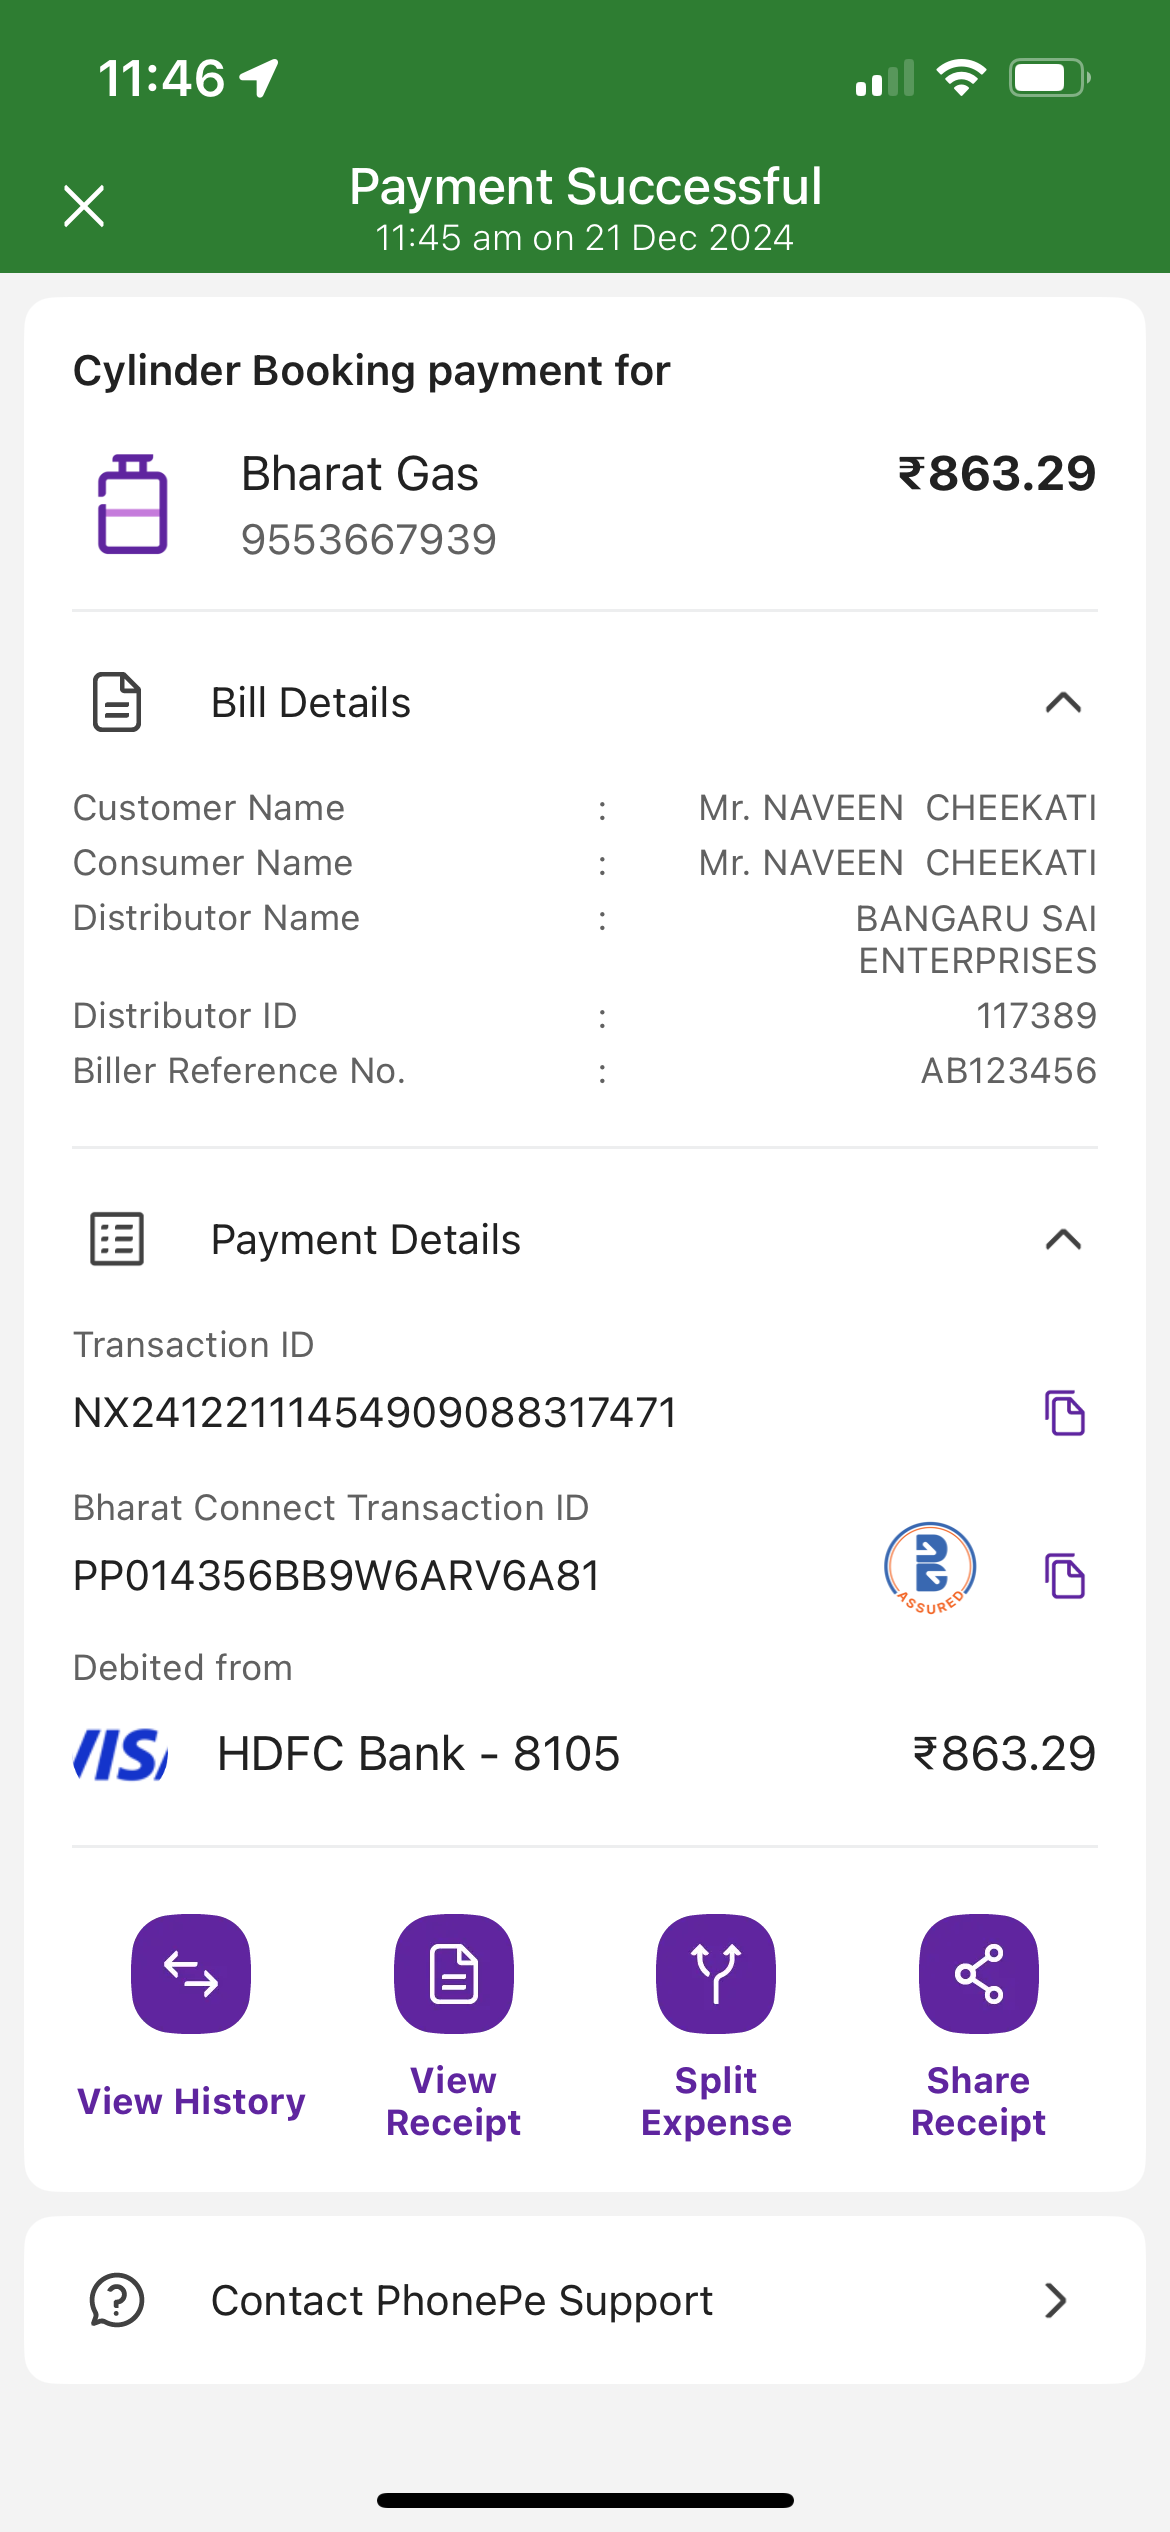 11:46
Payment Successful
11:45 am on 21 Dec 2024
Cylinder Booking payment for
Bharat Gas ₹863.29
9553667939
Bill Details
Customer Name : Mr. NAVEEN  CHEEKATI
Consumer Name : Mr. NAVEEN  CHEEKATI
Distributor Name : BANGARU SAI
ENTERPRISES
Distributor ID : 117389
Biller Reference No. : AB123456
Payment Details
Transaction ID
NX24122111454909088317471
Bharat Connect Transaction ID
PP014356BB9W6ARV6A81
ASSURED
Debited from
VISA HDFC Bank - 8105 ₹863.29
View History
View
Receipt
Split
Expense
Share
Receipt
Contact PhonePe Support